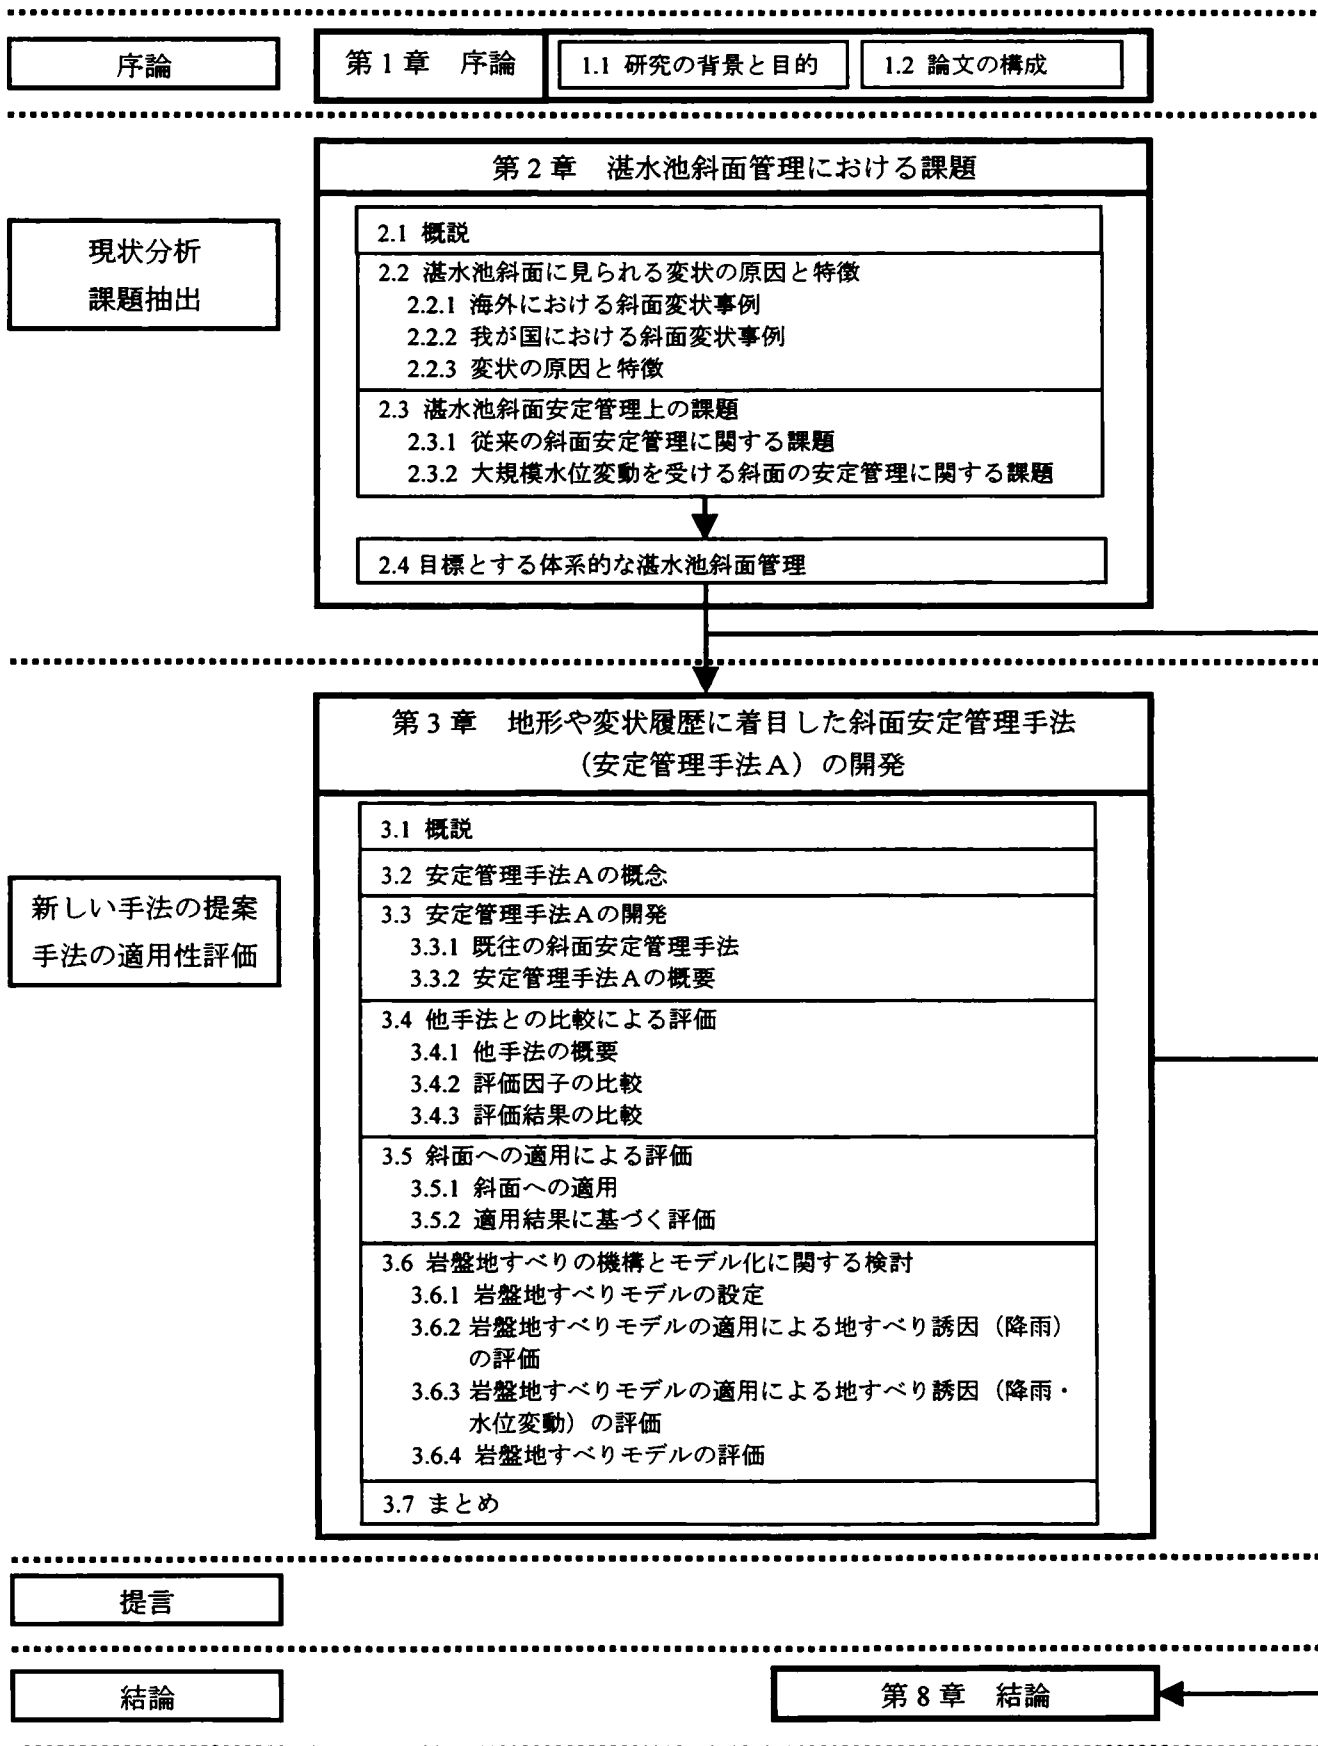 序論
第1章 序論
1.1 研究の背景と目的
1.2 論文の構成
現状分析
課題抽出
第2章 湛水池斜面管理における課題
2.1 概説
2.2 湛水池斜面に見られる変状の原因と特徴
2.2.1 海外における斜面変状事例
2.2.2 我が国における斜面変状事例
2.2.3 変状の原因と特徴
2.3 湛水池斜面安定管理上の課題
2.3.1 従来の斜面安定管理に関する課題
2.3.2 大規模水位変動を受ける斜面の安定管理に関する課題
2.4 目標とする体系的な湛水池斜面管理
新しい手法の提案
手法の適用性評価
第3章 地形や変状履歴に着目した斜面安定管理手法
（安定管理手法A）の開発
3.1 概説
3.2 安定管理手法Aの概念
3.3 安定管理手法Aの開発
3.3.1 既往の斜面安定管理手法
3.3.2 安定管理手法Aの概要
3.4 他手法との比較による評価
3.4.1 他手法の概要
3.4.2 評価因子の比較
3.4.3 評価結果の比較
3.5 斜面への適用による評価
3.5.1 斜面への適用
3.5.2 適用結果に基づく評価
3.6 岩盤地すべりの機構とモデル化に関する検討
3.6.1 岩盤地すべりモデルの設定
3.6.2 岩盤地すべりモデルの適用による地すべり誘因（降雨）
の評価
3.6.3 岩盤地すべりモデルの適用による地すべり誘因（降雨・
水位変動）の評価
3.6.4 岩盤地すべりモデルの評価
3.7 まとめ
提言
結論
第8章 結論